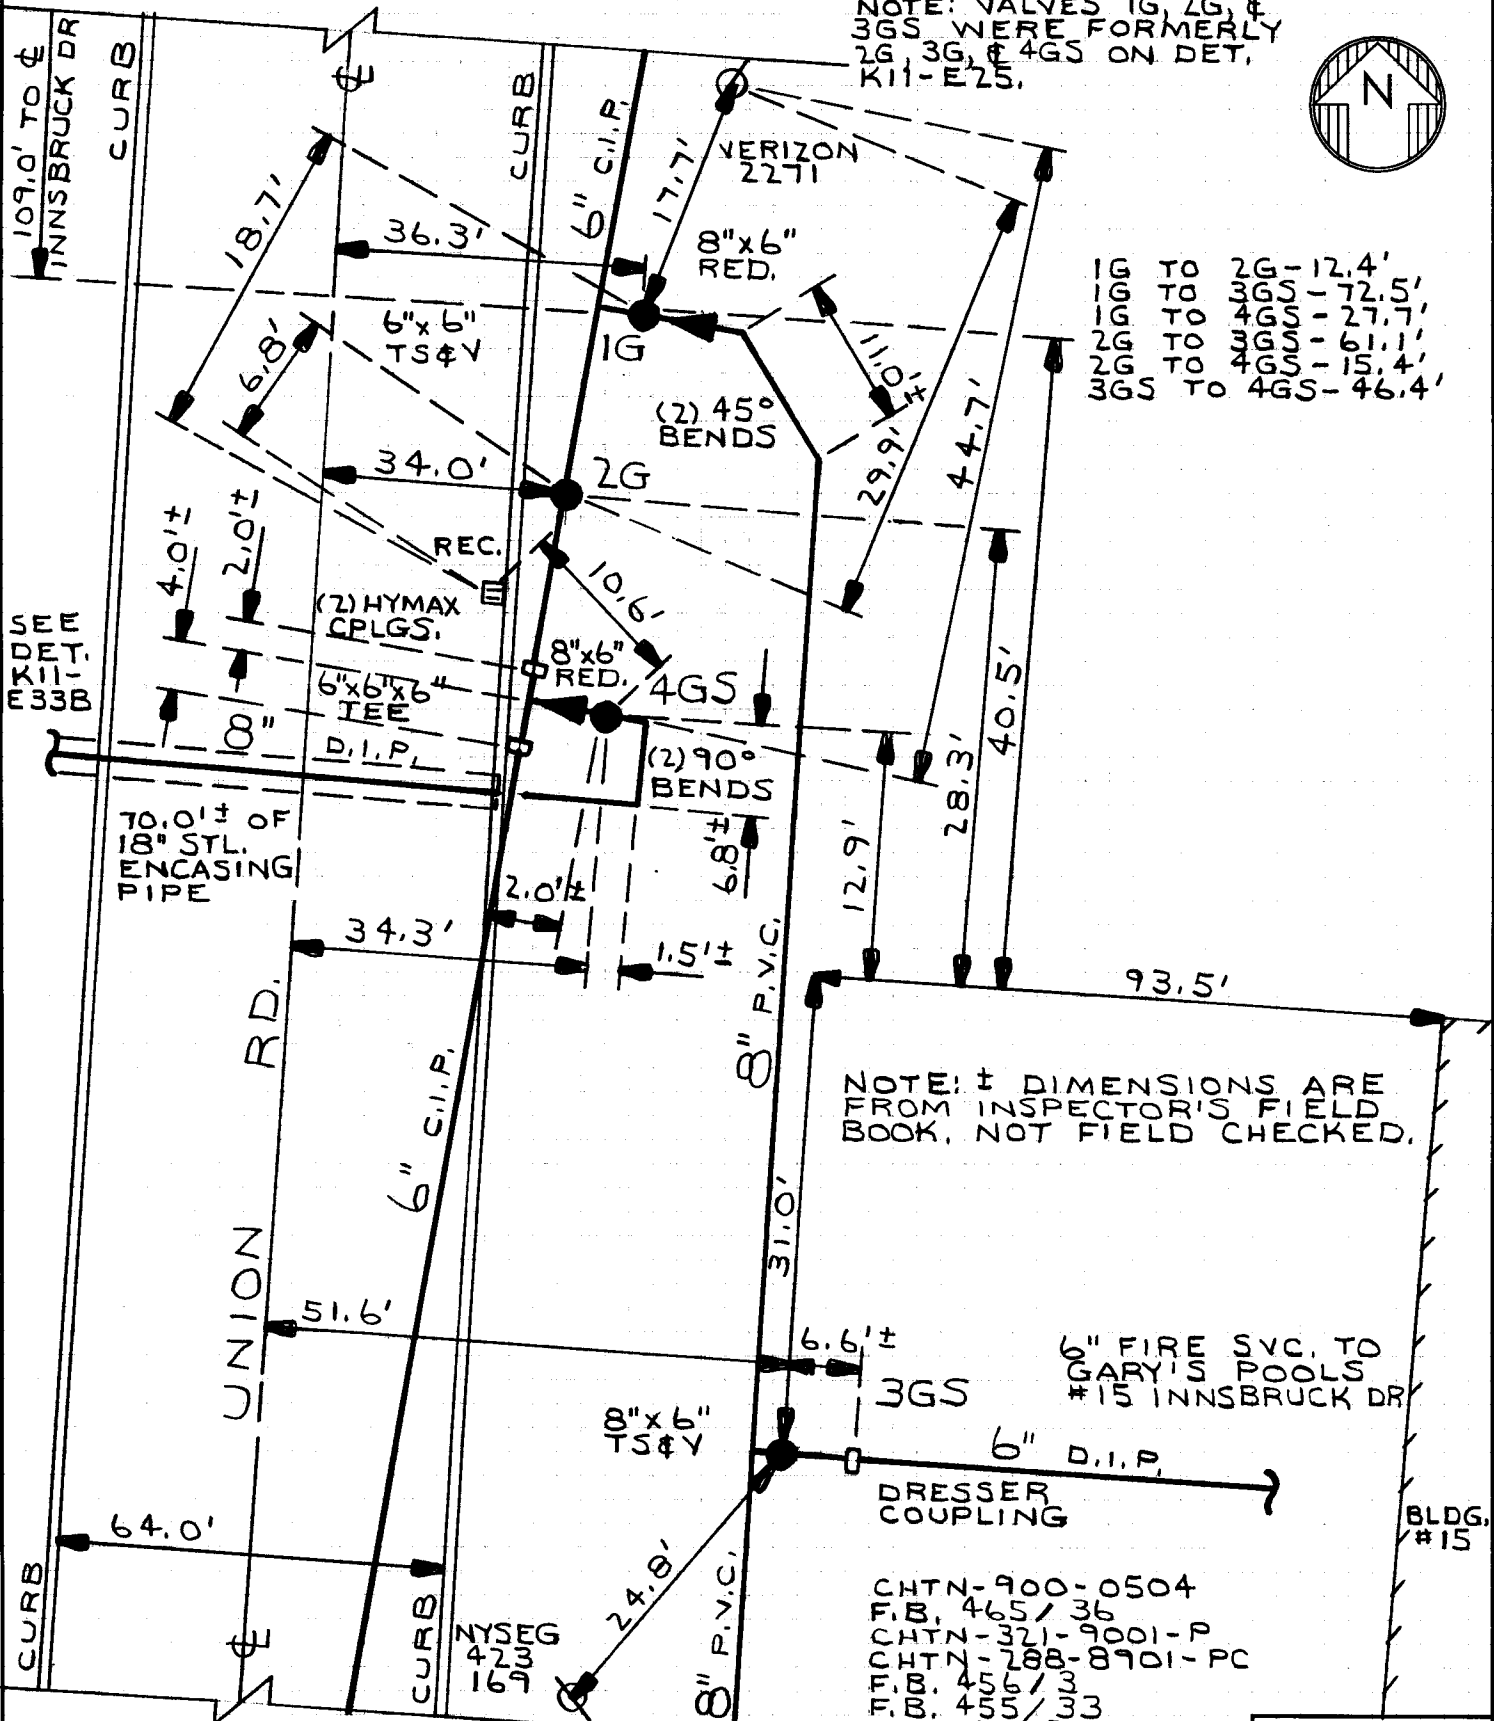 NOTE: VALVES 1G, 2G, &
3GS WERE FORMERLY
2G, 3G, & 4GS ON DET.
K11-E25.
N
109.0' TO ℄
INNSBRUCK DR
CURB
℄
CURB
6" C.I.P.
17.7'
VERIZON
2271
18.7'
36.3'
8"x6"
RED.
1G TO 2G-12.4'
1G TO 3GS-72.5'
1G TO 4GS-27.7'
2G TO 3GS-61.1'
2G TO 4GS-15.4'
3GS TO 4GS-46.4'
6"x6"
TS&V
1G
6.8'
11.0'±
(2) 45°
BENDS
29.9'
44.7'
34.0'
2G
4.0'±
2.0'±
REC.
10.6'
(2) HYMAX
CPLGS.
SEE
DET.
K11-
E33B
8"x6"
RED.
4GS
6"x6"x6"
TEE
8"
D.I.P.
(2) 90°
BENDS
40.5'
28.3'
12.9'
6.8'±
70.0'± OF
18" STL.
ENCASING
PIPE
2.0'±
34.3'
1.5'±
8" P.V.C.
93.5'
UNION RD.
6" C.I.P.
NOTE: ± DIMENSIONS ARE
FROM INSPECTOR'S FIELD
BOOK, NOT FIELD CHECKED.
31.0'
51.6'
6.6'±
3GS
6" FIRE SVC. TO
GARY'S POOLS
#15 INNSBRUCK DR
8"x6"
TS&V
6" D.I.P.
DRESSER
COUPLING
BLDG.
#15
64.0'
24.8'
CURB
℄
CURB
NYSEG
423
169
8" P.V.C.
CHTN-900-0504
F.B. 465/36
CHTN-321-9001-P
CHTN-288-8901-PC
F.B. 456/3
F.B. 455/33